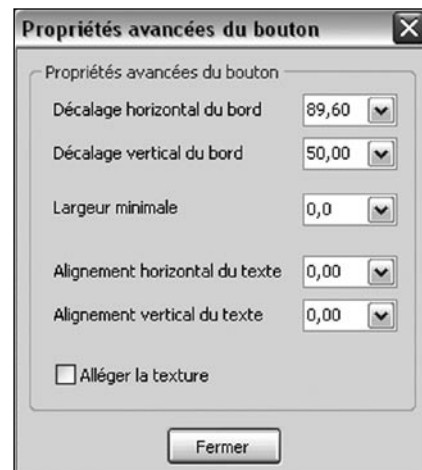 Propriétés avancées du bouton
Propriétés avancées du bouton
Décalage horizontal du bord 89,60
Décalage vertical du bord 50,00
Largeur minimale 0,0
Alignement horizontal du texte 0,00
Alignement vertical du texte 0,00
Alléger la texture
Fermer